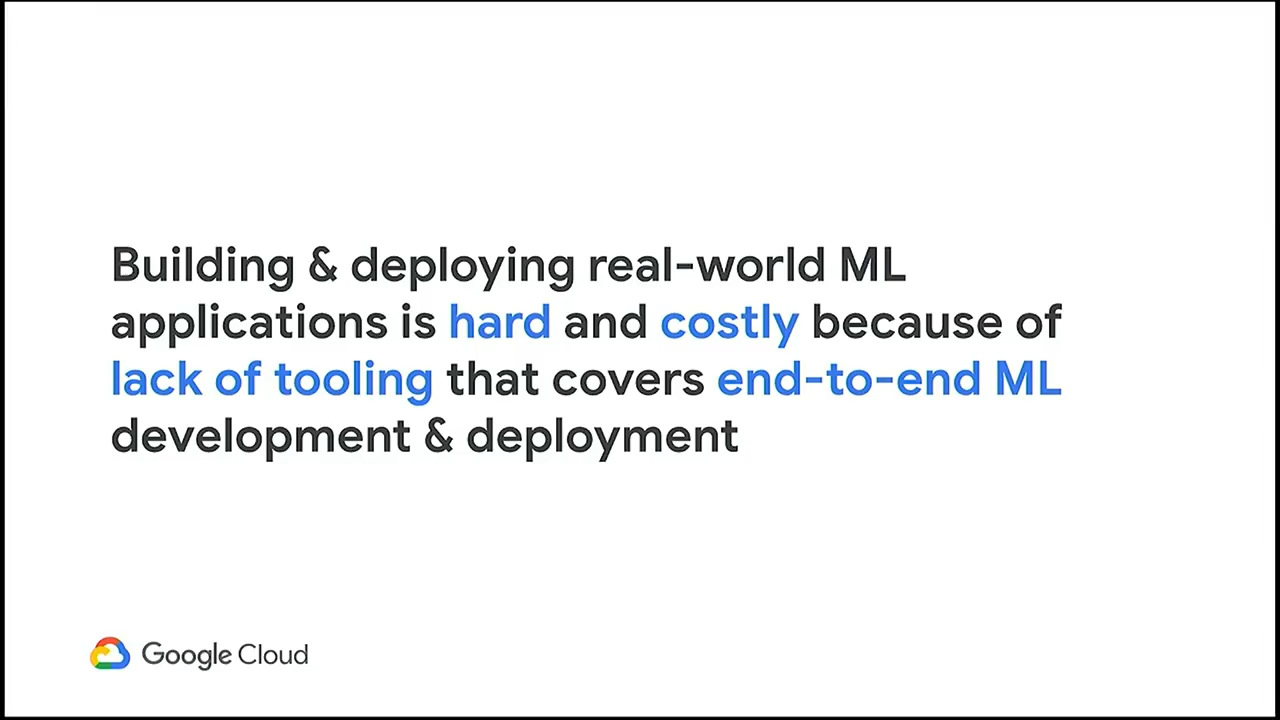 Building & deploying real-world ML
applications is hard and costly because of
lack of tooling that covers end-to-end ML
development & deployment
Google Cloud